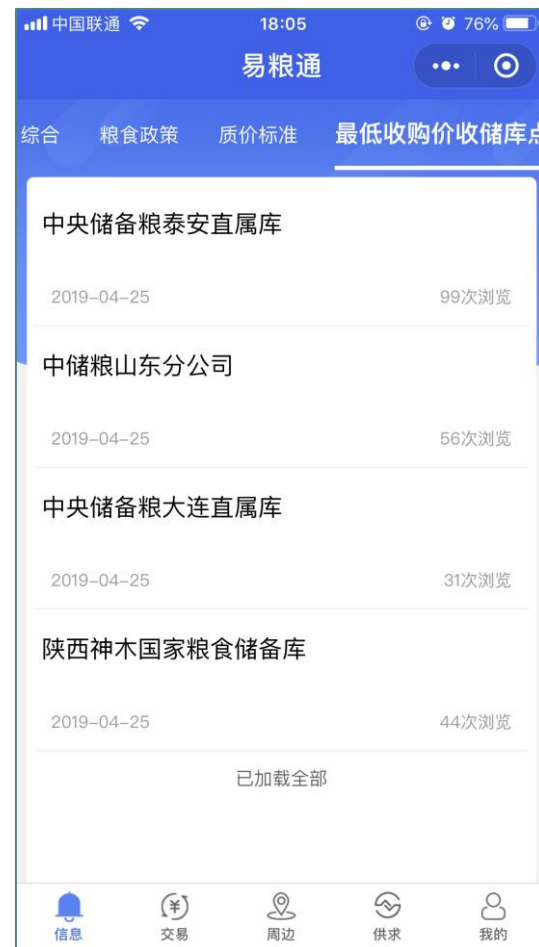 中国联通 18:05 76%
易粮通
综合 粮食政策 质价标准 最低收购价收储库点
中央储备粮泰安直属库
2019-04-25 99次浏览
中储粮山东分公司
2019-04-25 56次浏览
中央储备粮大连直属库
2019-04-25 31次浏览
陕西神木国家粮食储备库
2019-04-25 44次浏览
已加载全部
信息 交易 周边 供求 我的